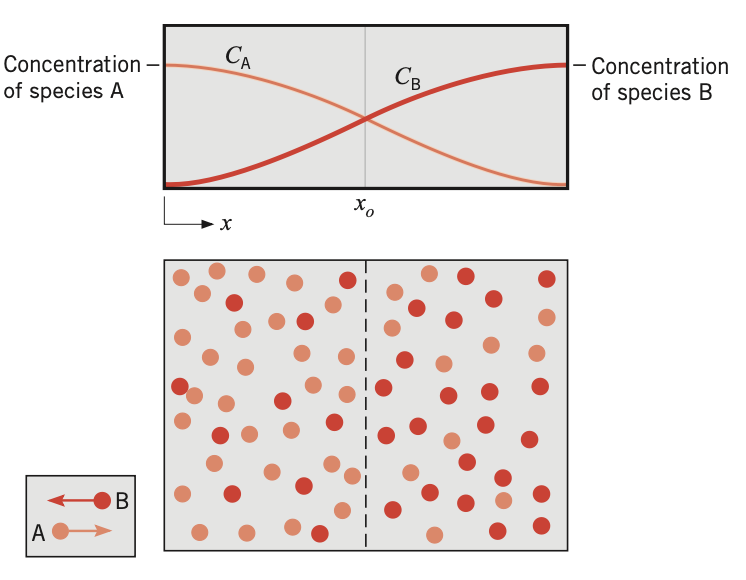 Concentration
of species A
C_A
C_B
Concentration
of species B
x_o
x
B
A